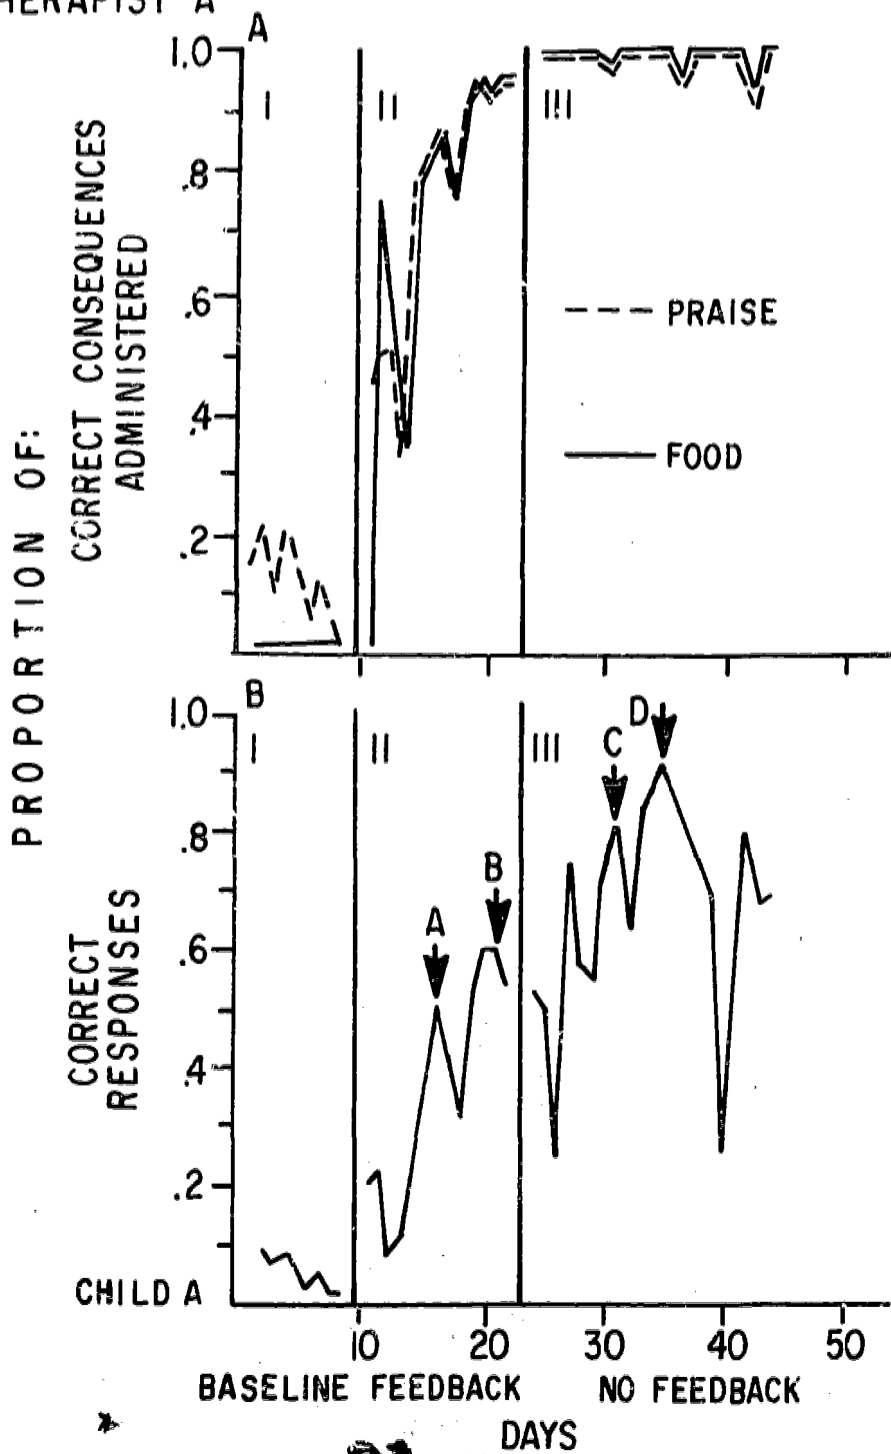 HERAPIST A
A
1.0
I
II
III
.8
.6
.4
.2
PROPORTION OF:
CORRECT CONSEQUENCES
ADMINISTERED
PRAISE
FOOD
B
1.0
I
II
III
.8
.6
.4
.2
A
B
C
D
CORRECT
RESPONSES
CHILD A
10 20 30 40 50
BASELINE FEEDBACK NO FEEDBACK
DAYS